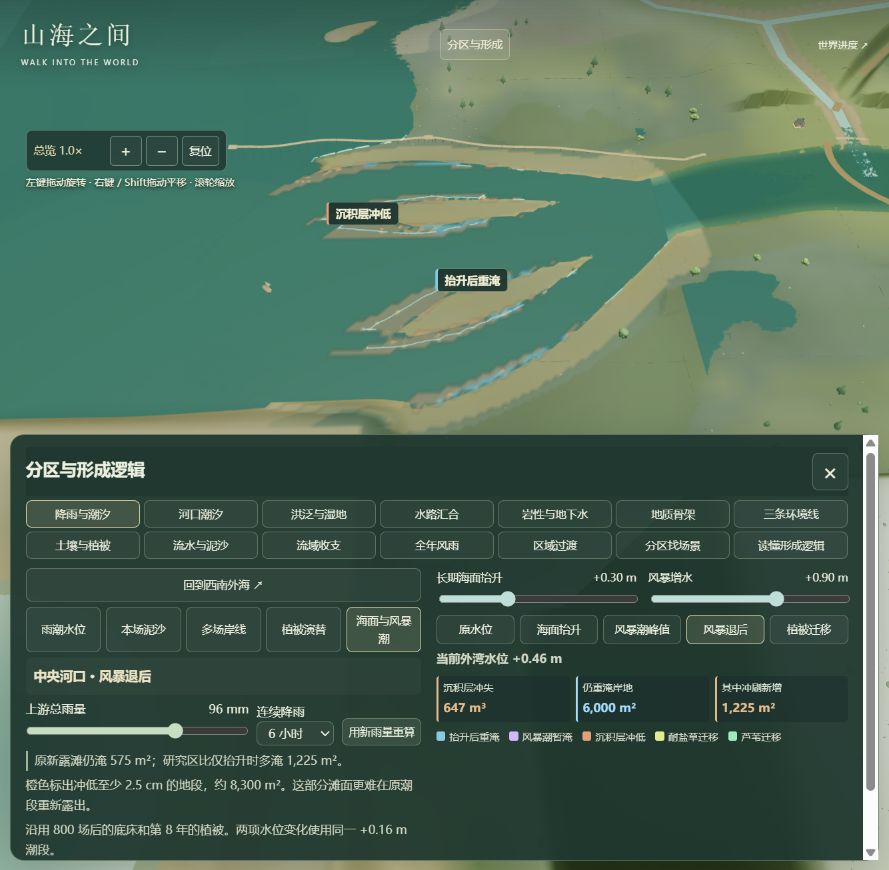 山海之间
WALK INTO THE WORLD
分区与形成
世界进度 ↗
总览 1.0×
+
−
复位
左键拖动旋转 · 右键 / Shift拖动平移 · 滚轮缩放
沉积层冲低
抬升后重淹
分区与形成逻辑
×
降雨与潮汐
河口潮汐
洪泛与湿地
水路汇合
岩性与地下水
地质骨架
三条环境线
土壤与植被
流水与泥沙
流域收支
全年风雨
区域过渡
分区找场景
读懂形成逻辑
回到西南外海 ↗
雨潮水位
本场泥沙
多场岸线
植被演替
海面与风暴
潮
中央河口 · 风暴退后
上游总雨量
96 mm
连续降雨
6 小时
用新雨量重算
原新露滩仍淹 575 m²；研究区比仅抬升时多淹 1,225 m²。
橙色标出冲低至少 2.5 cm 的地段，约 8,300 m²。这部分滩面更难在原潮
段重新露出。
沿用 800 场后的底床和第 8 年的植被。两项水位变化使用同一 +0.16 m
潮段。
长期海面抬升
+0.30 m
风暴增水
+0.90 m
原水位
海面抬升
风暴潮峰值
风暴退后
植被迁移
当前外湾水位 +0.46 m
沉积层冲失
647 m³
仍重淹岸地
6,000 m²
其中冲刷新增
1,225 m²
抬升后重淹
风暴潮暂淹
沉积层冲低
耐盐草迁移
芦苇迁移